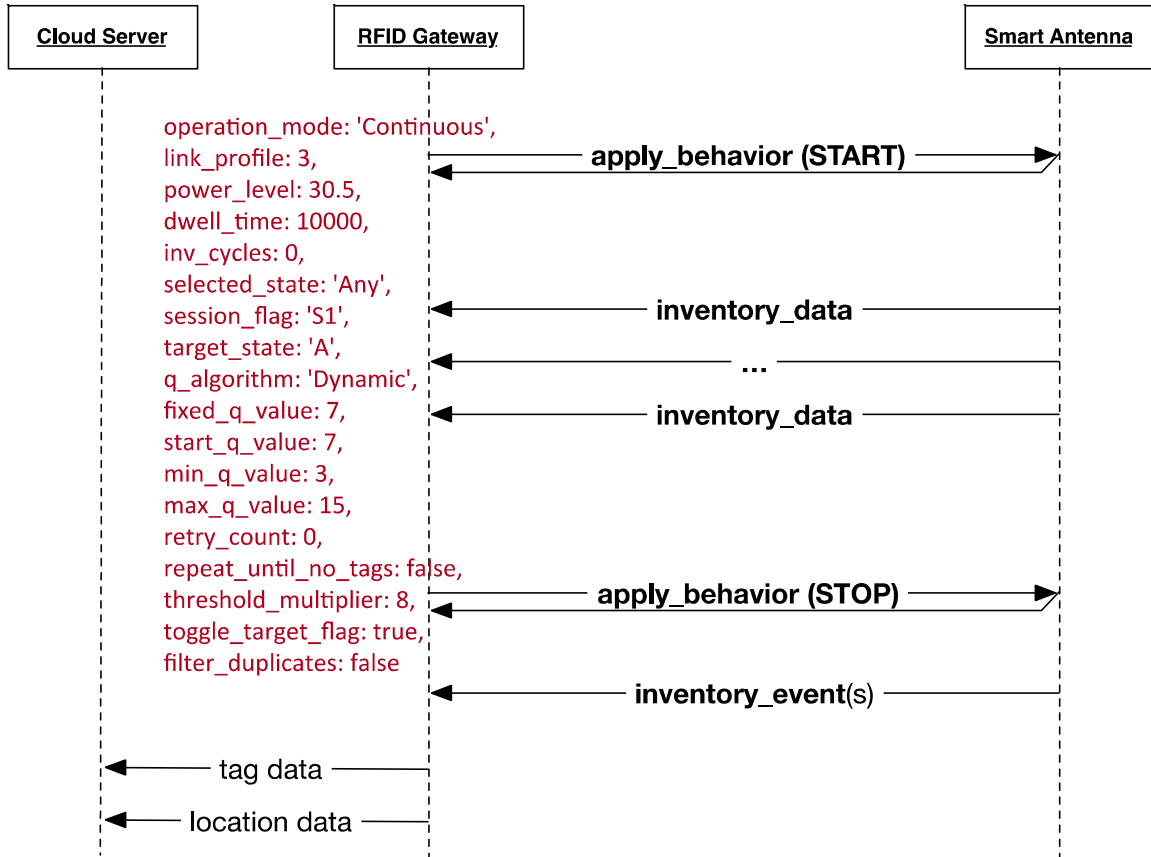 Cloud Server
RFID Gateway
Smart Antenna
operation_mode: 'Continuous',
link_profile: 3,
power_level: 30.5,
dwell_time: 10000,
inv_cycles: 0,
selected_state: 'Any',
session_flag: 'S1',
target_state: 'A',
q_algorithm: 'Dynamic',
fixed_q_value: 7,
start_q_value: 7,
min_q_value: 3,
max_q_value: 15,
retry_count: 0,
repeat_until_no_tags: false,
threshold_multiplier: 8,
toggle_target_flag: true,
filter_duplicates: false
apply_behavior (START)
inventory_data
...
inventory_data
apply_behavior (STOP)
inventory_event(s)
tag data
location data